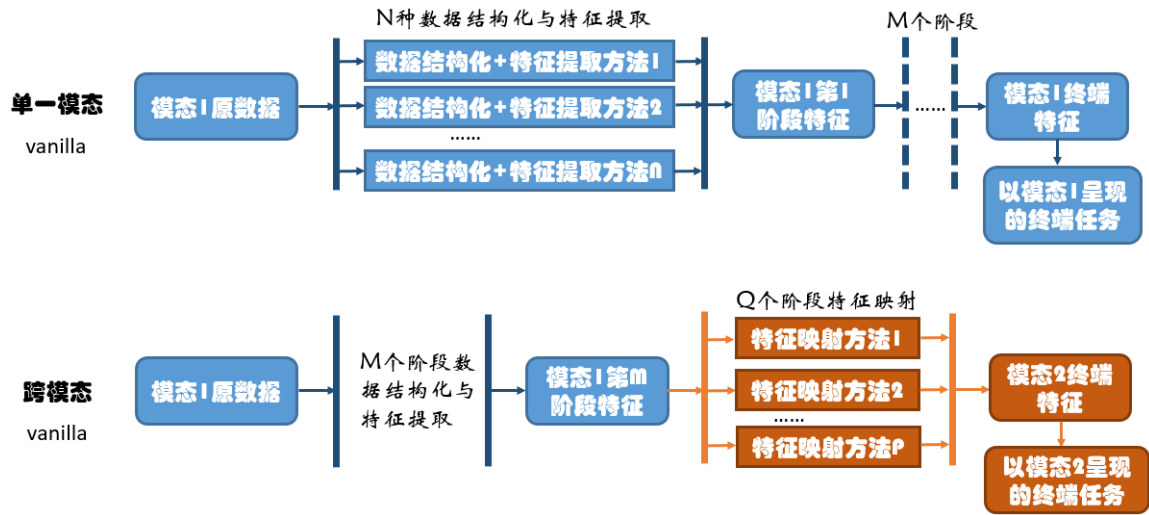 N种数据结构化与特征提取
M个阶段
单一模态
vanilla
模态1原数据
数据结构化+特征提取方法1
数据结构化+特征提取方法2
……
数据结构化+特征提取方法n
模态1第1
阶段特征
……
模态1终端
特征
以模态1呈现
的终端任务
Q个阶段特征映射
跨模态
vanilla
模态1原数据
M个阶段数
据结构化与
特征提取
模态1第m
阶段特征
特征映射方法1
特征映射方法2
……
特征映射方法p
模态2终端
特征
以模态2呈现
的终端任务